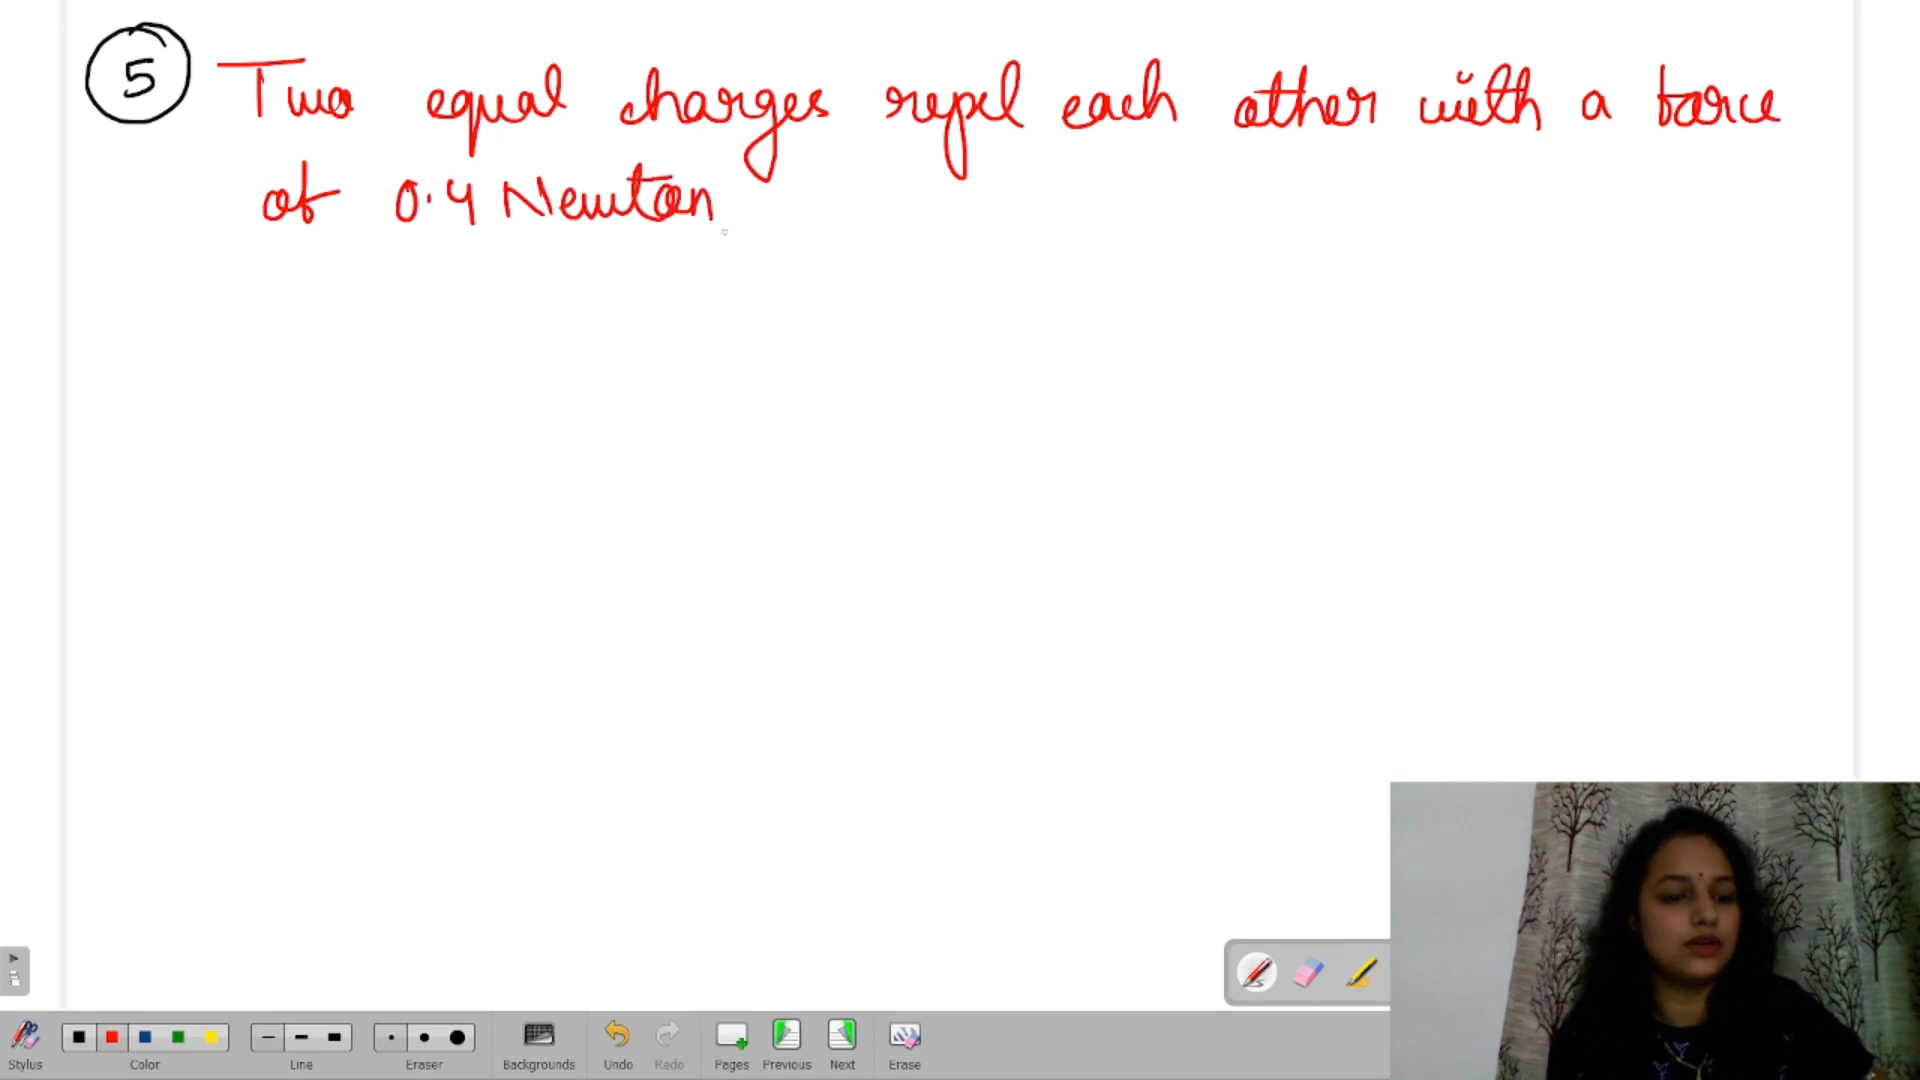 5 Two equal charges repel each other with a force
of 0.4 Newton
Stylus Color Line Eraser Backgrounds Undo Redo Pages Previous Next Erase